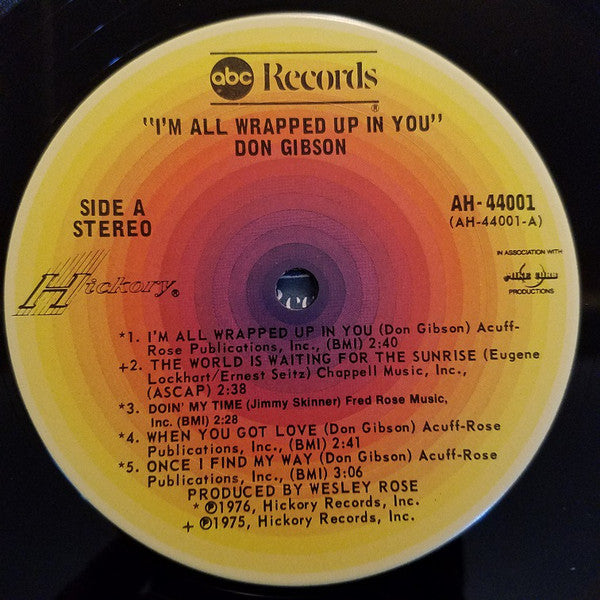 abc Records
®
"I'M ALL WRAPPED UP IN YOU"
DON GIBSON
SIDE A
STEREO
AH-44001
(AH-44001-A)
Hickory®
IN ASSOCIATION WITH
MIKE CURB
PRODUCTIONS
*1. I'M ALL WRAPPED UP IN YOU (Don Gibson) Acuff-
Rose Publications, Inc., (BMI) 2:40
+2. THE WORLD IS WAITING FOR THE SUNRISE (Eugene
Lockhart/Ernest Seitz) Chappell Music, Inc.,
(ASCAP) 2:38
*3. DOIN' MY TIME (Jimmy Skinner) Fred Rose Music,
Inc. (BMI) 2:28
*4. WHEN YOU GOT LOVE (Don Gibson) Acuff-Rose
Publications, Inc., (BMI) 2:41
*5. ONCE I FIND MY WAY (Don Gibson) Acuff-Rose
Publications, Inc., (BMI) 3:06
PRODUCED BY WESLEY ROSE
* ℗1976, Hickory Records, Inc.
+ ℗1975, Hickory Records, Inc.